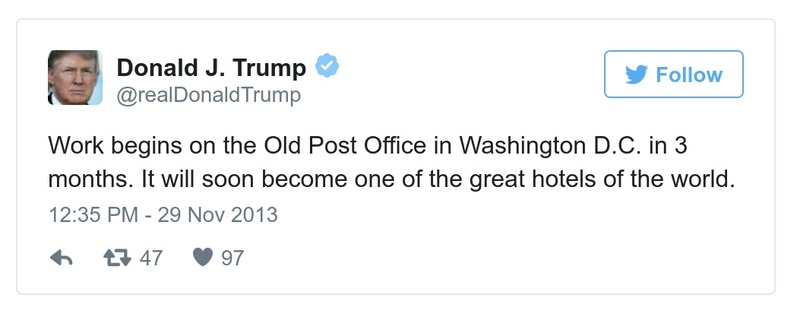 Donald J. Trump
@realDonaldTrump
Follow
Work begins on the Old Post Office in Washington D.C. in 3
months. It will soon become one of the great hotels of the world.
12:35 PM - 29 Nov 2013
47 97